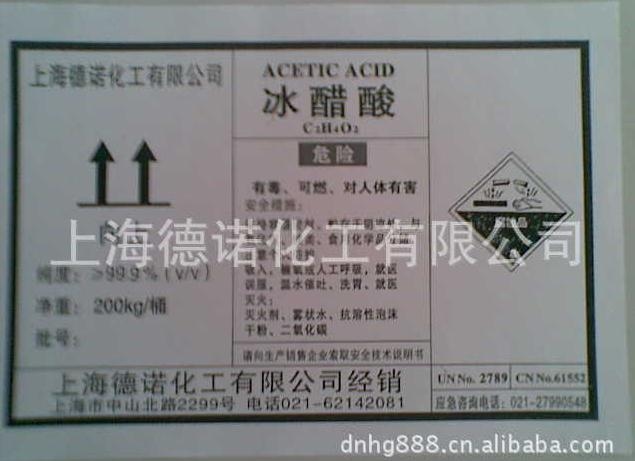 上海德诺化工有限公司
向上
纯度：≥99.9%（v/v）
净重：200kg/桶
批号：
ACETIC ACID
冰醋酸
C2H4O2
危险
有毒、可燃、对人体有害
安全措施：
吸入、输氧或人工呼吸，就医
误服，温水催吐、洗胃，就医
灭火：
灭火剂、雾状水、抗溶性泡沫
干粉、二氧化碳
请向生产销售企业索取安全技术说明书
腐蚀品
上海德诺化工有限公司
上海德诺化工有限公司经销
上海市中山北路2299号 电话021-62142081
UN No. 2789 CN No.61552
应急咨询电话：021-27990548
dnhg888.cn.alibaba.com